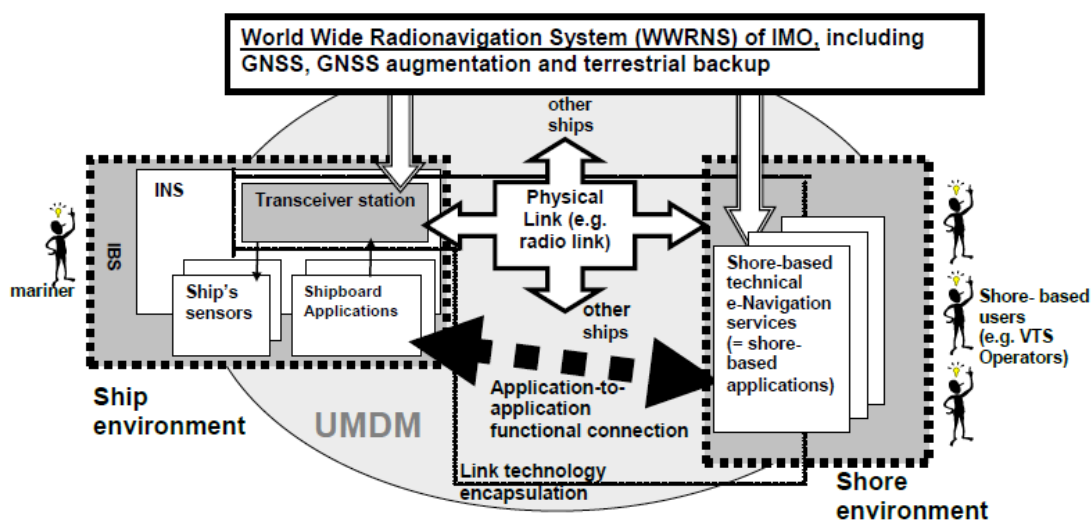 World Wide Radionavigation System (WWRNS) of IMO, including
GNSS, GNSS augmentation and terrestrial backup
other
ships
INS
Transceiver station
Physical
Link (e.g.
radio link)
IBS
mariner
Ship's
sensors
Shipboard
Applications
other
ships
Shore-based
technical
e-Navigation
services
(= shore-
based
applications)
Shore- based
users
(e.g. VTS
Operators)
Ship
environment
UMDM
Application-to-
application
functional connection
Link technology
encapsulation
Shore
environment